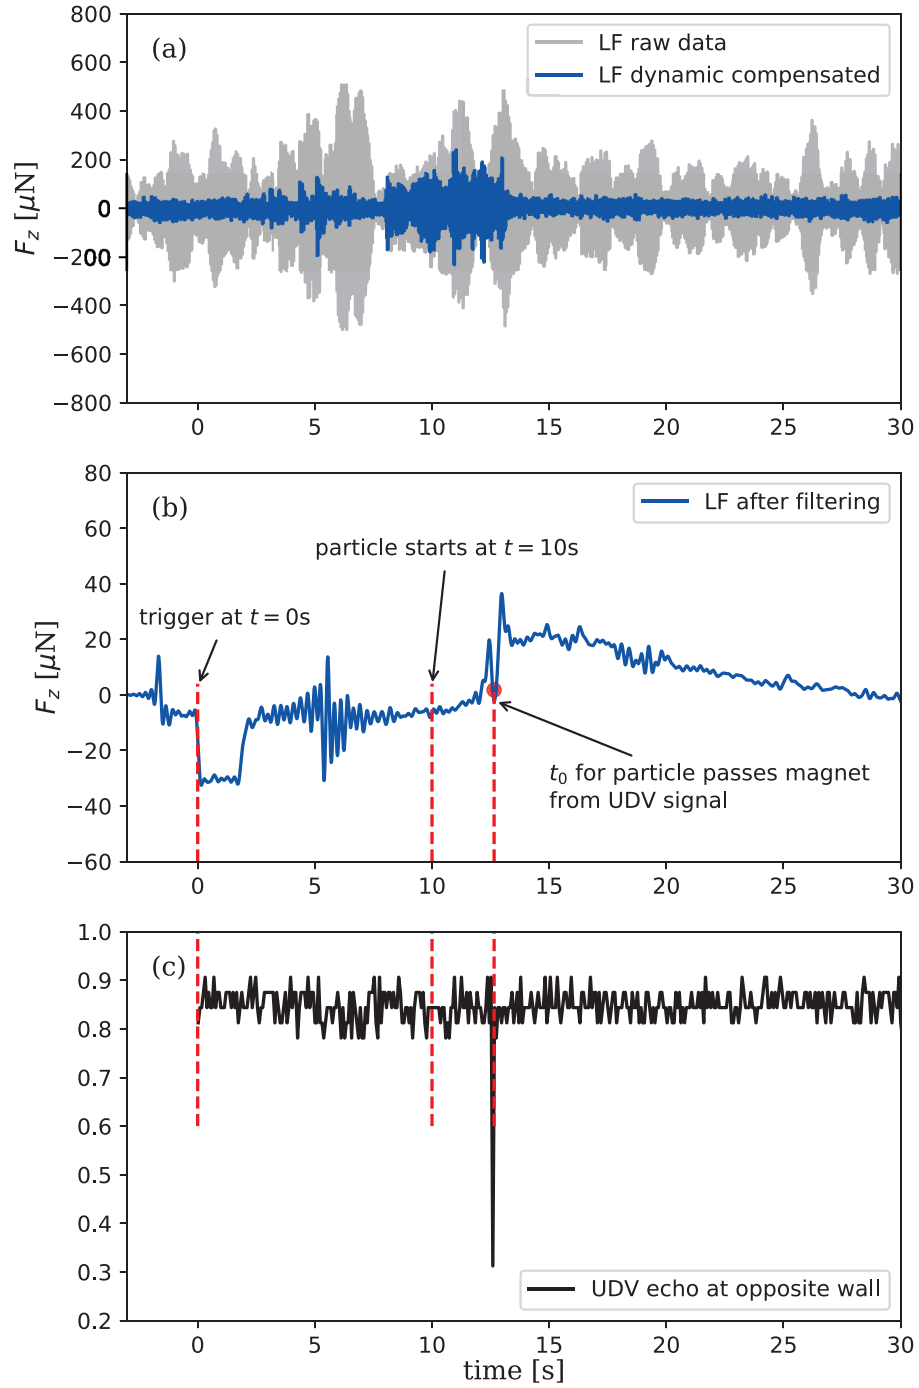 800
600
400
200
0
00
−200
−400
−600
−800
F_z [µN]
(a)
LF raw data
LF dynamic compensated
0 5 10 15 20 25 30
80
60
40
20
0
−20
−40
−60
F_z [µN]
(b)
LF after filtering
particle starts at t = 10s
trigger at t = 0s
t₀ for particle passes magnet
from UDV signal
0 5 10 15 20 25 30
1.0
0.9
0.8
0.7
0.6
0.5
0.4
0.3
0.2
(c)
UDV echo at opposite wall
0 5 10 15 20 25 30
time [s]